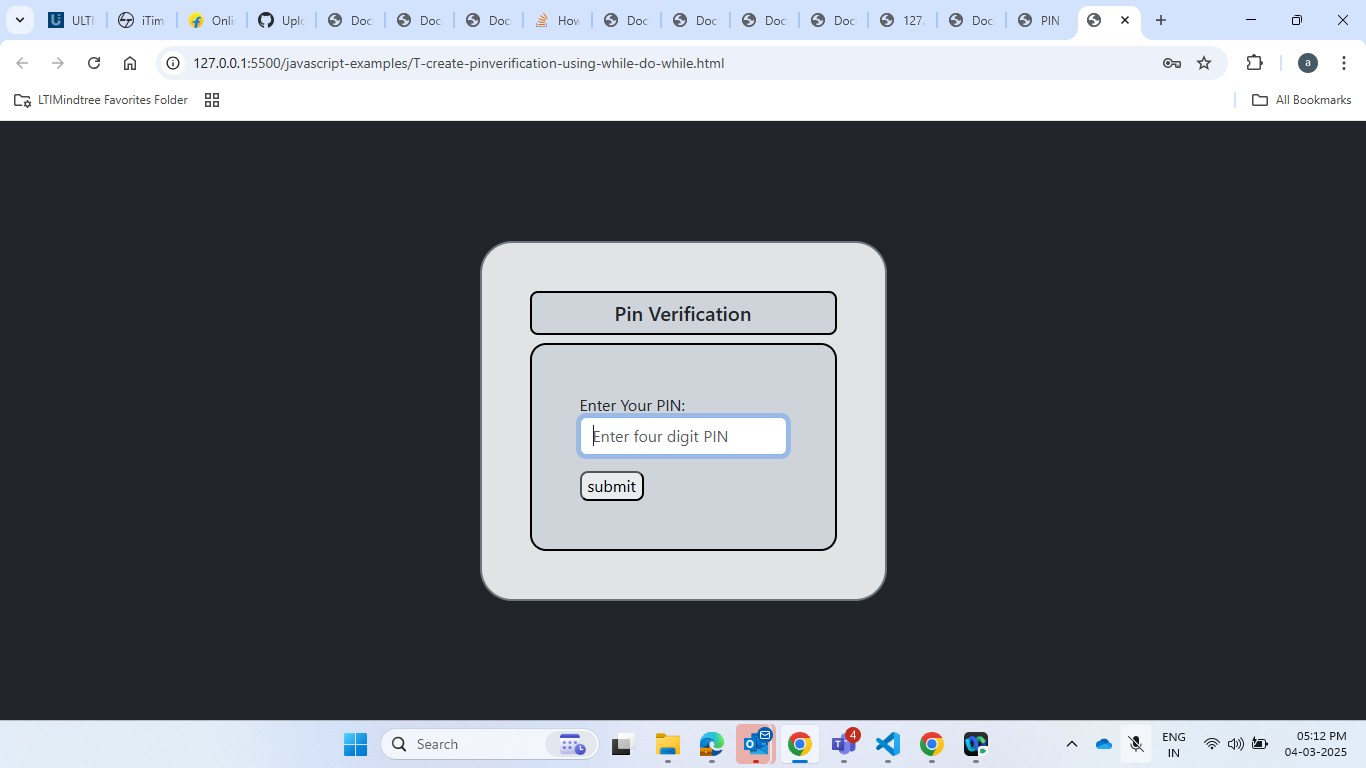 ULTI
iTim
Onli
Uplo
Doc
Doc
Doc
How
Doc
Doc
Doc
Doc
127.
Doc
PIN
127.0.0.1:5500/javascript-examples/T-create-pinverification-using-while-do-while.html
a
LTIMindtree Favorites Folder
All Bookmarks
Pin Verification
Enter Your PIN:
Enter four digit PIN
submit
Search
4
ENG
IN
05:12 PM
04-03-2025